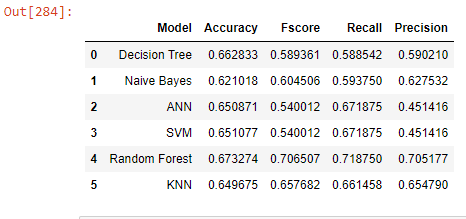 Out[284]:
Model Accuracy Fscore Recall Precision
0 Decision Tree 0.662833 0.589361 0.588542 0.590210
1 Naive Bayes 0.621018 0.604506 0.593750 0.627532
2 ANN 0.650871 0.540012 0.671875 0.451416
3 SVM 0.651077 0.540012 0.671875 0.451416
4 Random Forest 0.673274 0.706507 0.718750 0.705177
5 KNN 0.649675 0.657682 0.661458 0.654790